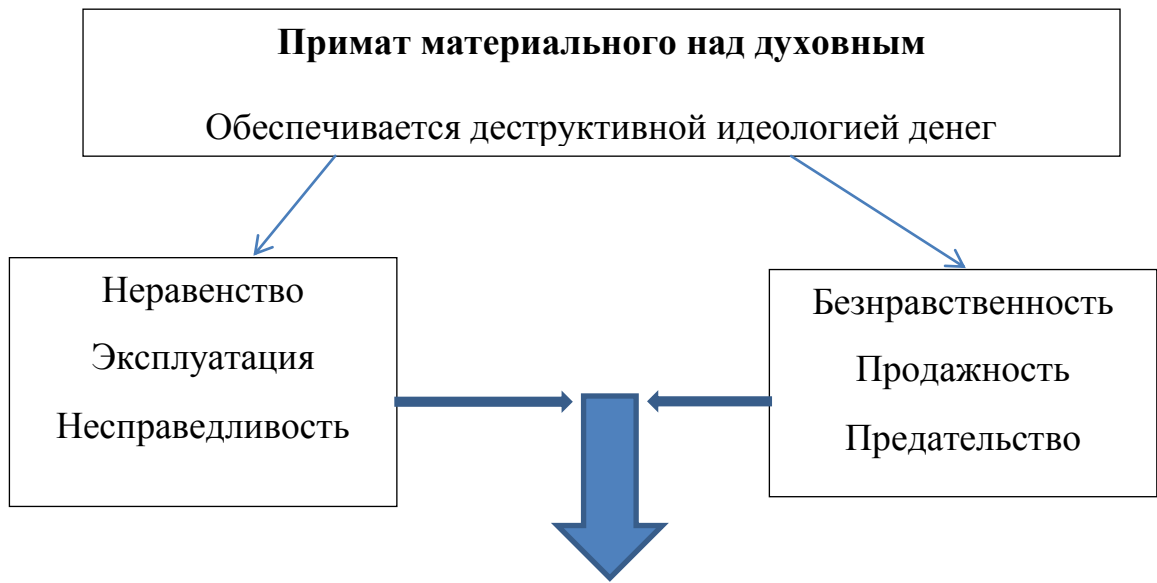 Примат материального над духовным
Обеспечивается деструктивной идеологией денег
Неравенство
Эксплуатация
Несправедливость
Безнравственность
Продажность
Предательство